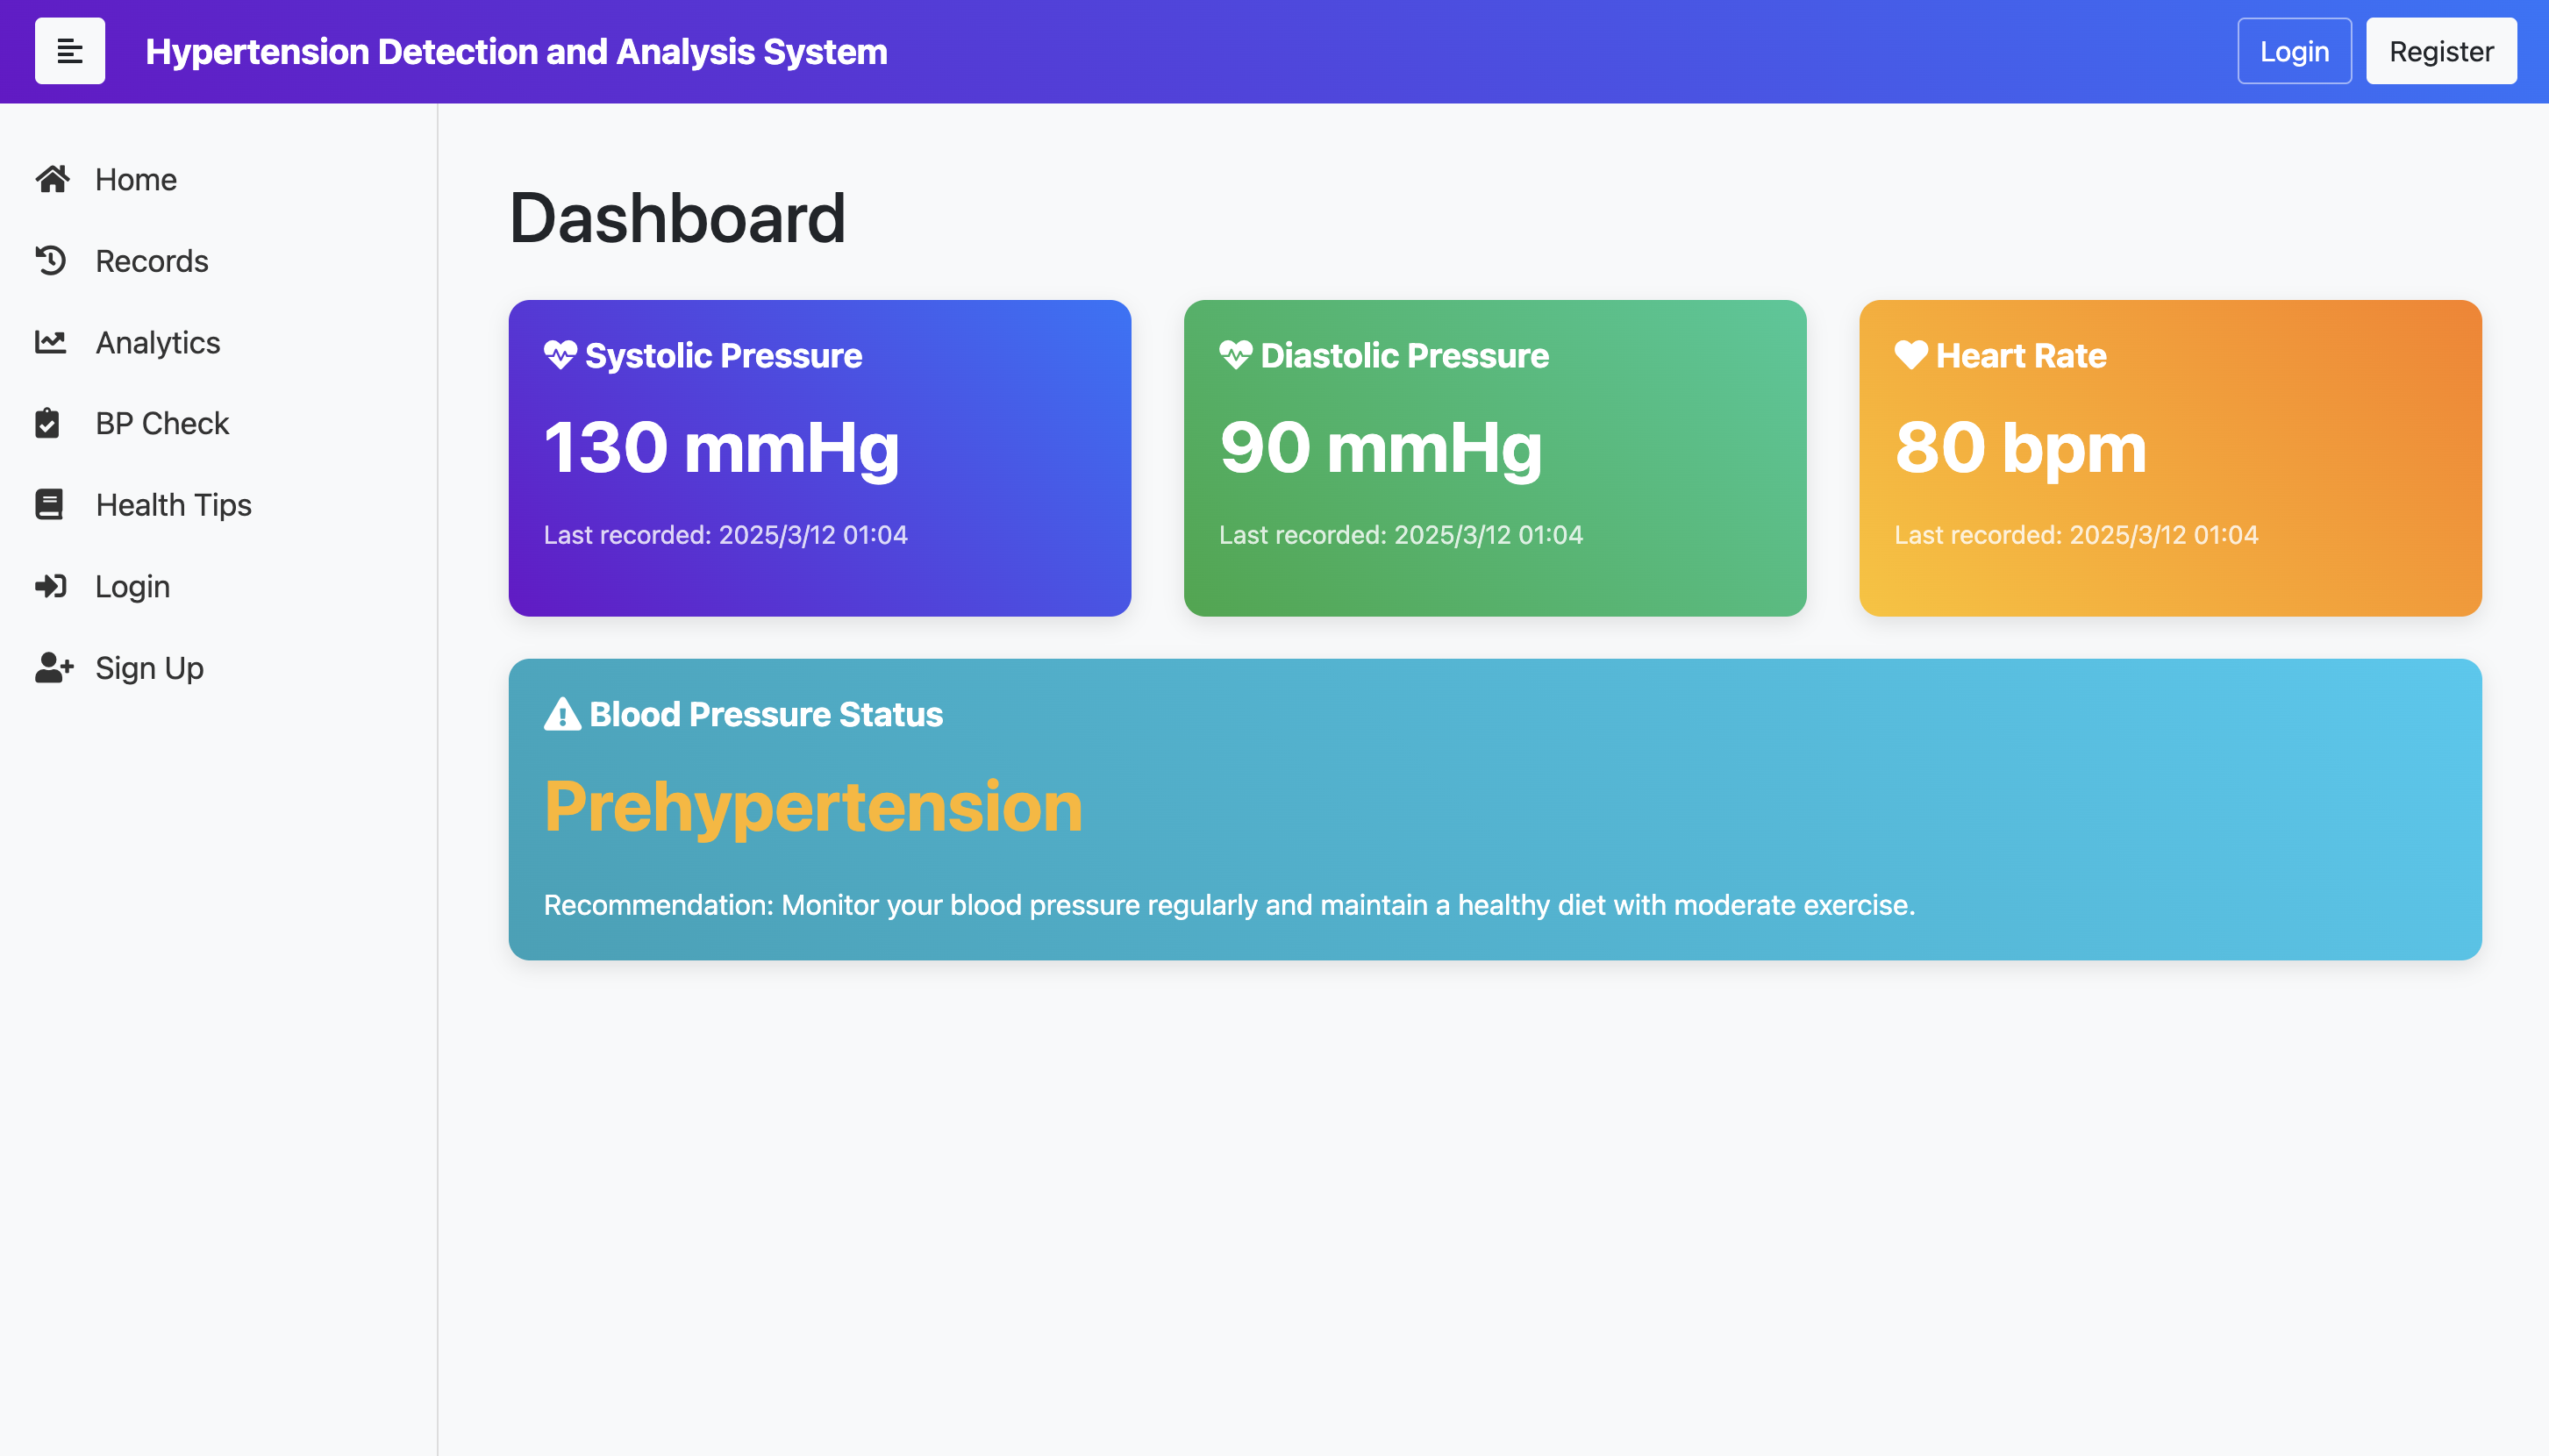 Hypertension Detection and Analysis System
Login
Register
Home
Records
Analytics
BP Check
Health Tips
Login
Sign Up
Dashboard
Systolic Pressure
130 mmHg
Last recorded: 2025/3/12 01:04
Diastolic Pressure
90 mmHg
Last recorded: 2025/3/12 01:04
Heart Rate
80 bpm
Last recorded: 2025/3/12 01:04
Blood Pressure Status
Prehypertension
Recommendation: Monitor your blood pressure regularly and maintain a healthy diet with moderate exercise.